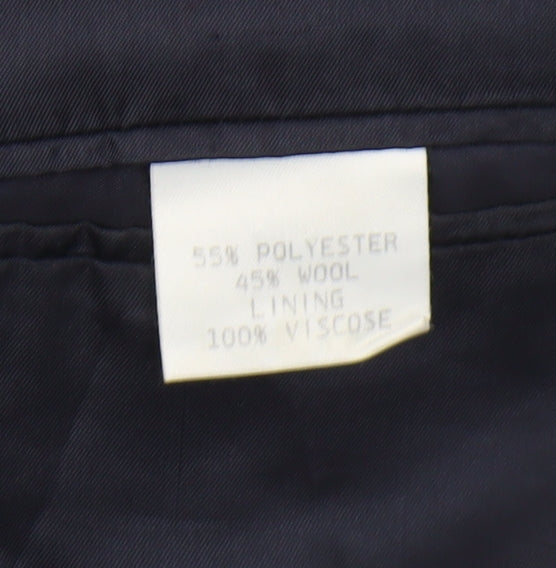 55% POLYESTER
45% WOOL
LINING
100% VISCOSE